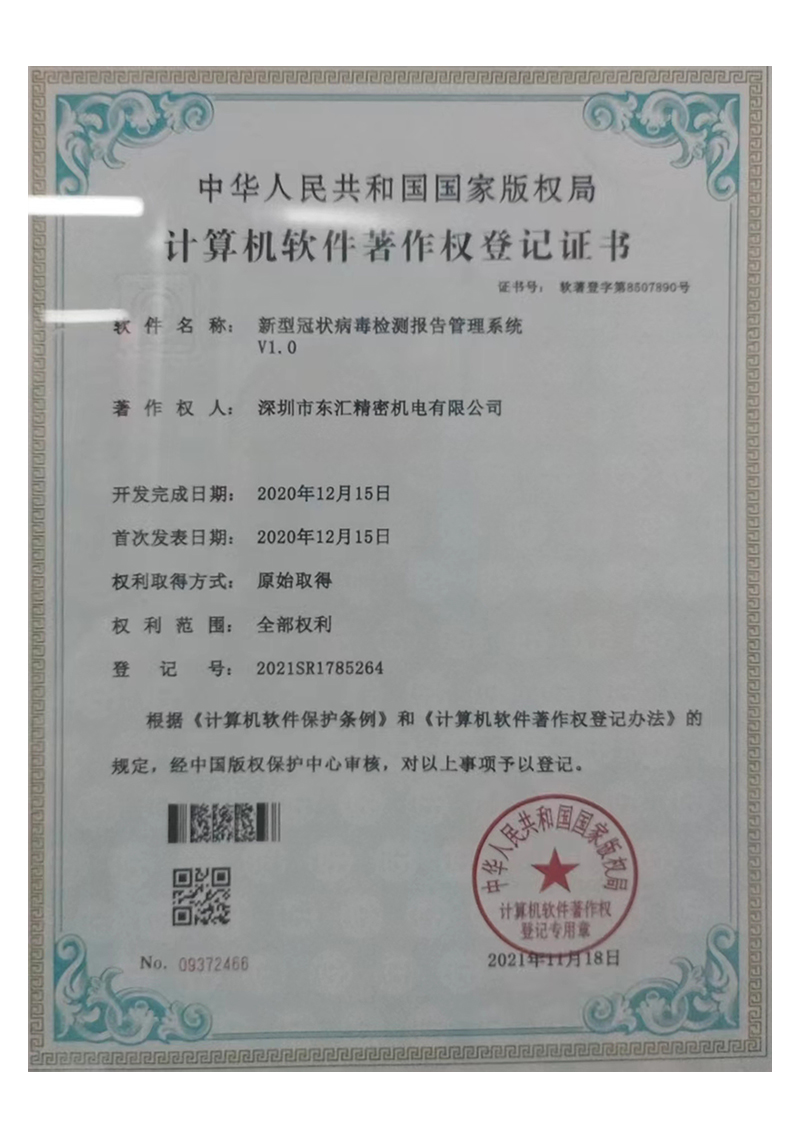 中华人民共和国国家版权局
计算机软件著作权登记证书
证书号： 软著登字第8507890号
软件名称： 新型冠状病毒检测报告管理系统
V1.0
著作权人： 深圳市东汇精密机电有限公司
开发完成日期： 2020年12月15日
首次发表日期： 2020年12月15日
权利取得方式： 原始取得
权利范围： 全部权利
登记号： 2021SR1785264
根据《计算机软件保护条例》和《计算机软件著作权登记办法》的
规定，经中国版权保护中心审核，对以上事项予以登记。
中华人民共和国国家版权局
计算机软件著作权
登记专用章
No. 09372466
2021年11月18日